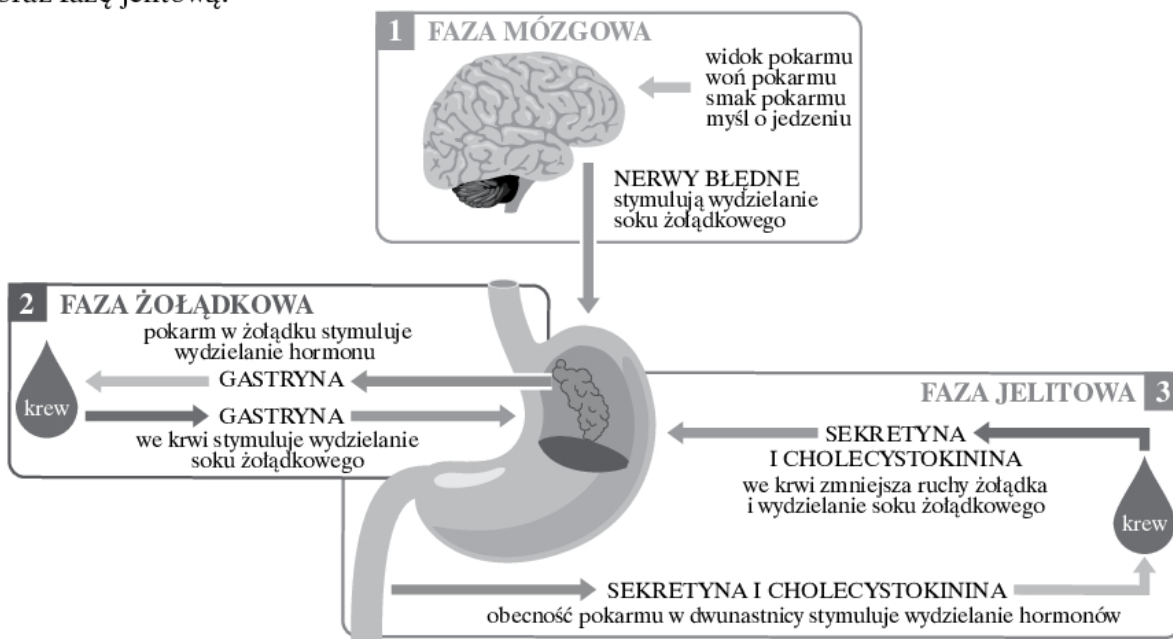 oraz fazę jelitową.
1 FAZA MÓZGOWA
widok pokarmu
woń pokarmu
smak pokarmu
myśl o jedzeniu
NERWY BŁĘDNE
stymulują wydzielanie
soku żołądkowego
2 FAZA ŻOŁĄDKOWA
pokarm w żołądku stymuluje
wydzielanie hormonu
GASTRYNA
krew
GASTRYNA
we krwi stymuluje wydzielanie
soku żołądkowego
FAZA JELITOWA 3
SEKRETYNA
I CHOLECYSTOKININA
we krwi zmniejsza ruchy żołądka
i wydzielanie soku żołądkowego
krew
SEKRETYNA I CHOLECYSTOKININA
obecność pokarmu w dwunastnicy stymuluje wydzielanie hormonów